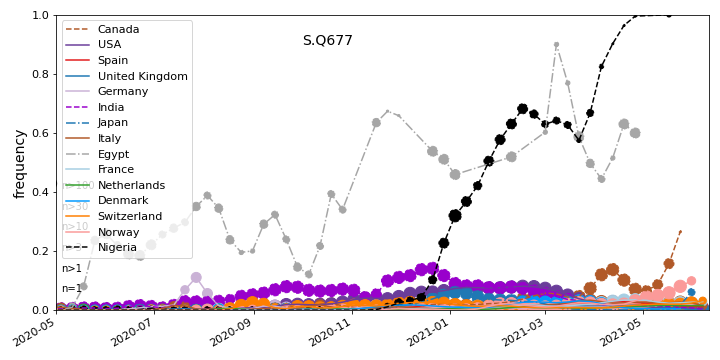 S.Q677
frequency
1.0
0.8
0.6
0.4
0.2
0.0
Canada
USA
Spain
United Kingdom
Germany
India
Japan
Italy
Egypt
France
Netherlands
Denmark
Switzerland
Norway
Nigeria
n>100
n>30
n>10
n>3
n>1
n=1
2020-05
2020-07
2020-09
2020-11
2021-01
2021-03
2021-05